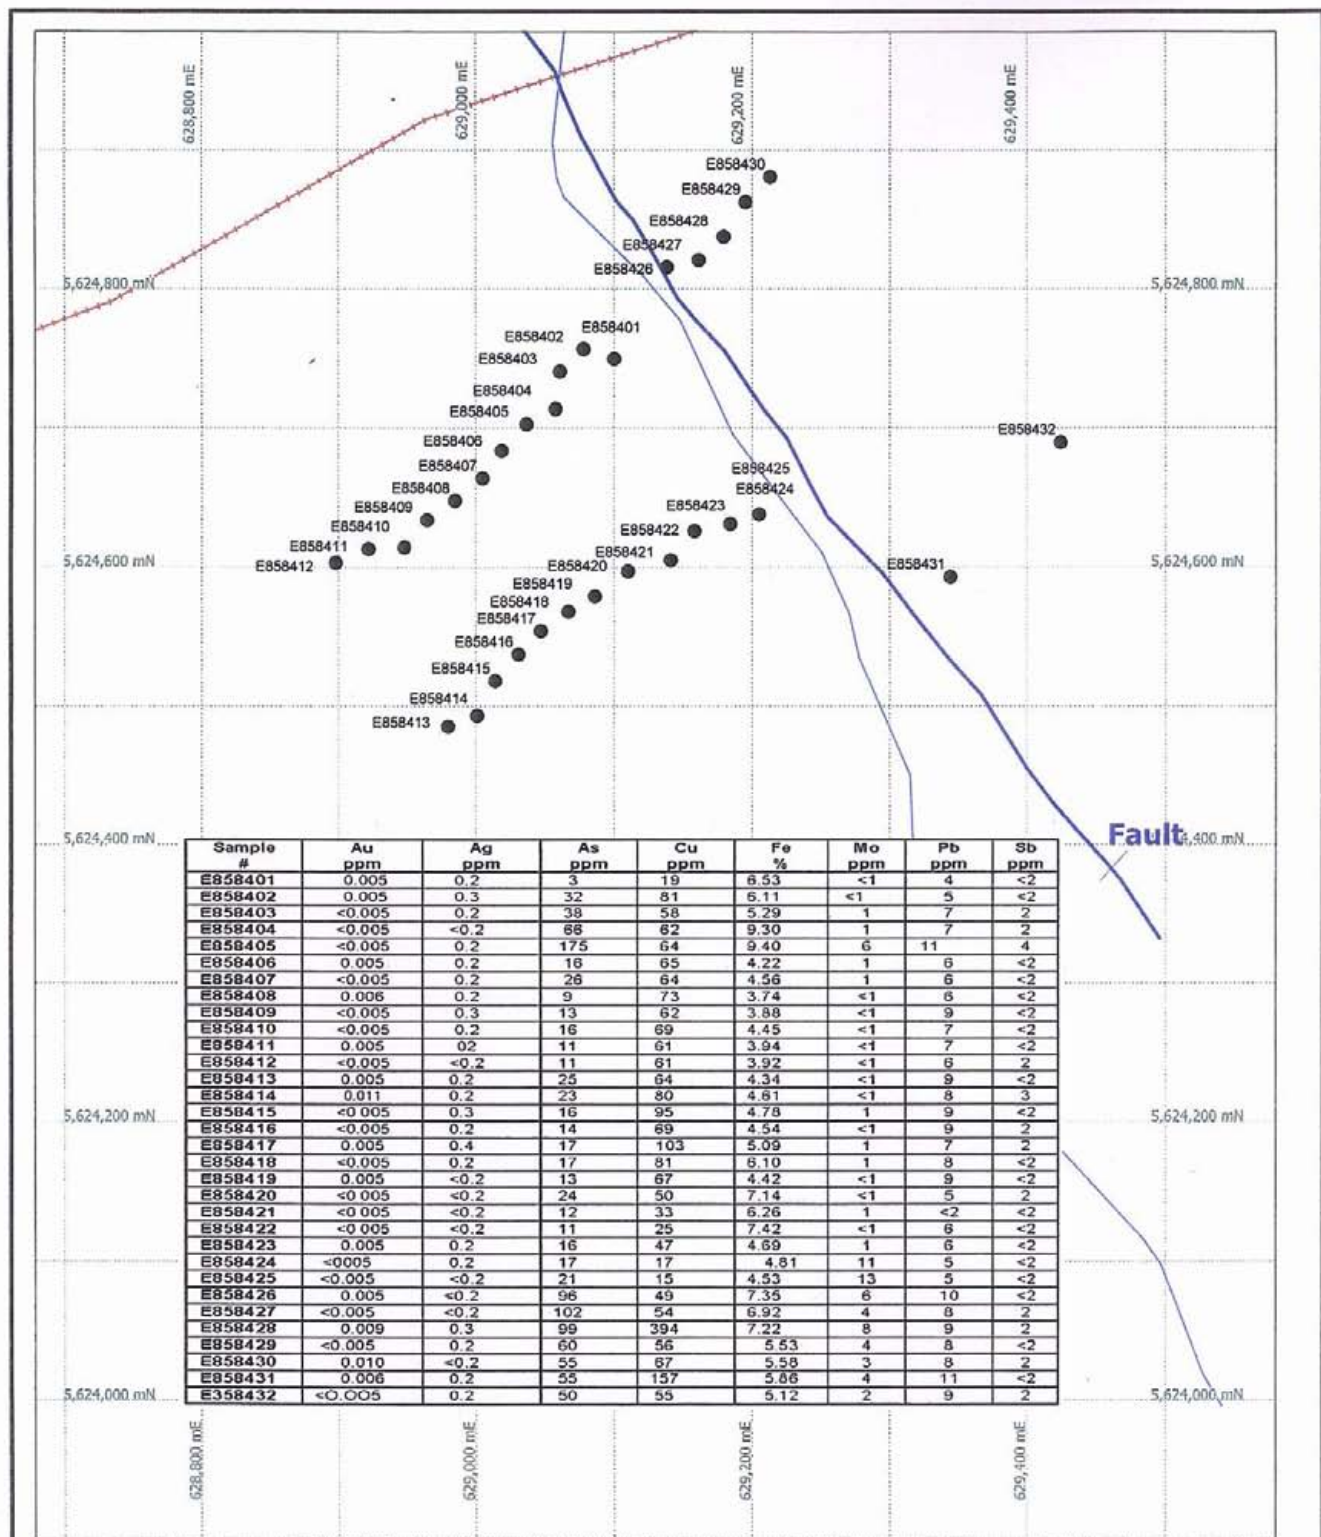 628,800 mE
629,000 mE
629,200 mE
629,400 mE
E858430
E858429
E858428
E858427
E858426
5,624,800 mN
5,624,800 mN
E858401
E858402
E858403
E858404
E858405
E858406
E858407
E858408
E858409
E858410
E858411
E858412
E858432
E858425
E858424
E858423
E858422
E858421
E858420
E858419
E858418
E858417
E858416
E858415
E858414
E858413
E858431
5,624,600 mN
5,624,600 mN
Fault
5,624,400 mN
5,624,400 mN
Sample Au Ag As Cu Fe Mo Pb Sb
# ppm ppm ppm ppm % ppm ppm ppm
E858401 0.005 0.2 3 19 6.53 <1 4 <2
E858402 0.005 0.3 32 81 6.11 <1 5 <2
E858403 <0.005 0.2 38 58 5.29 1 7 2
E858404 <0.005 <0.2 66 62 9.30 1 7 2
E858405 <0.005 0.2 175 64 9.40 6 11 4
E858406 0.005 0.2 16 65 4.22 1 6 <2
E858407 <0.005 0.2 26 64 4.56 1 6 <2
E858408 0.006 0.2 9 73 3.74 <1 6 <2
E858409 <0.005 0.3 13 62 3.88 <1 9 <2
E858410 <0.005 0.2 16 69 4.45 <1 7 <2
E858411 0.005 02 11 61 3.94 <1 7 <2
E858412 <0.005 <0.2 11 61 3.92 <1 6 2
E858413 0.005 0.2 25 64 4.34 <1 9 <2
E858414 0.011 0.2 23 80 4.61 <1 8 3
E858415 <0.005 0.3 16 95 4.78 1 9 <2
E858416 <0.005 0.2 14 69 4.54 <1 9 2
E858417 0.005 0.4 17 103 5.09 1 7 2
E858418 <0.005 0.2 17 81 6.10 1 8 <2
E858419 0.005 <0.2 13 67 4.42 <1 9 <2
E858420 <0 005 <0.2 24 50 7.14 <1 5 2
E858421 <0 005 <0.2 12 33 6.26 1 <2 <2
E858422 <0.005 <0.2 11 25 7.42 <1 6 <2
E858423 0.005 0.2 16 47 4.69 1 6 <2
E858424 <0005 0.2 17 17 4.81 11 5 <2
E858425 <0.005 <0.2 21 15 4.53 13 5 <2
E858426 0.005 <0.2 96 49 7.35 6 10 <2
E858427 <0.005 <0.2 102 54 6.92 4 8 2
E858428 0.009 0.3 99 394 7.22 8 9 2
E858429 <0.005 0.2 60 56 5.53 4 8 <2
E858430 0.010 <0.2 55 67 5.58 3 8 2
E858431 0.006 0.2 55 157 5.86 4 11 <2
E358432 <0.005 0.2 50 55 5.12 2 9 2
5,624,200 mN
5,624,200 mN
5,624,000 mN
5,624,000 mN
628,800 mE
629,000 mE
629,200 mE
629,400 mE